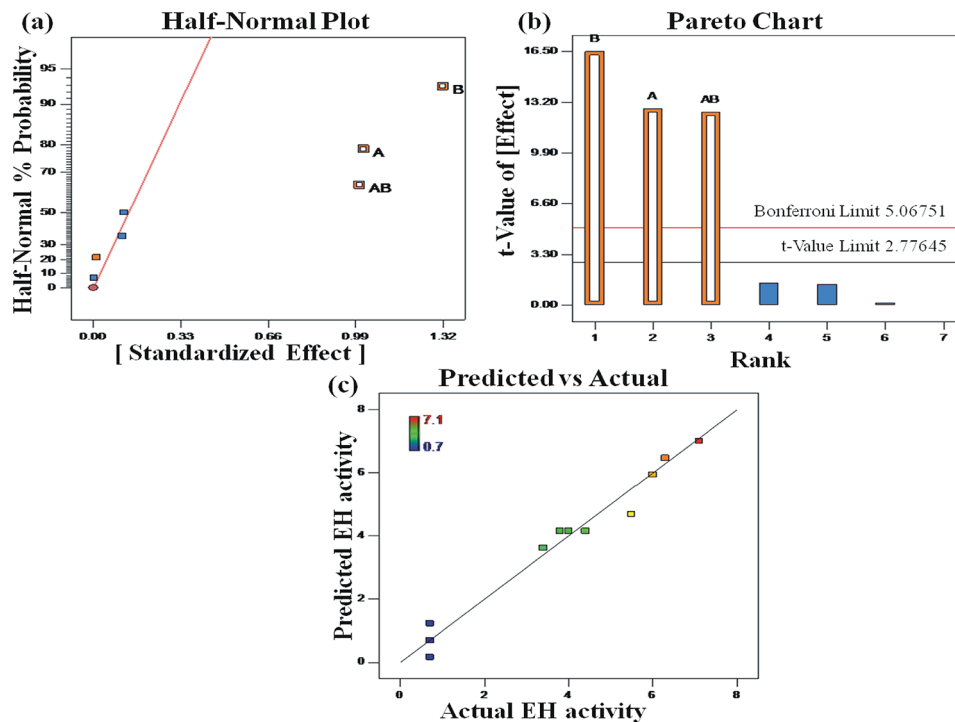 (a) Half-Normal Plot
Half-Normal % Probability
95
90
80
70
50
30
20
10
0
B
A
AB
0.00 0.33 0.66 0.99 1.32
[ Standardized Effect ]
(b) Pareto Chart
t-Value of [Effect]
16.50
13.20
9.90
6.60
3.30
0.00
B
A
AB
Bonferroni Limit 5.06751
t-Value Limit 2.77645
1 2 3 4 5 6 7
Rank
(c) Predicted vs Actual
Predicted EH activity
8
6
4
2
0
7.1
0.7
0 2 4 6 8
Actual EH activity